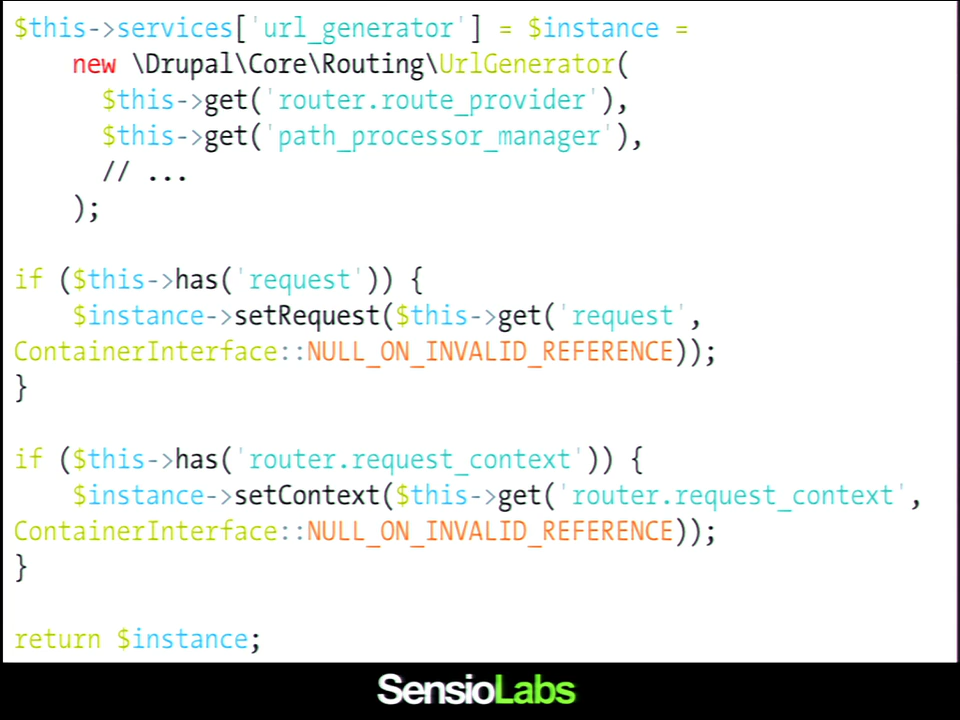 $this->services['url_generator'] = $instance =
new \Drupal\Core\Routing\UrlGenerator(
$this->get('router.route_provider'),
$this->get('path_processor_manager'),
// ...
);
if ($this->has('request')) {
$instance->setRequest($this->get('request',
ContainerInterface::NULL_ON_INVALID_REFERENCE));
}
if ($this->has('router.request_context')) {
$instance->setContext($this->get('router.request_context',
ContainerInterface::NULL_ON_INVALID_REFERENCE));
}
return $instance;
SensioLabs